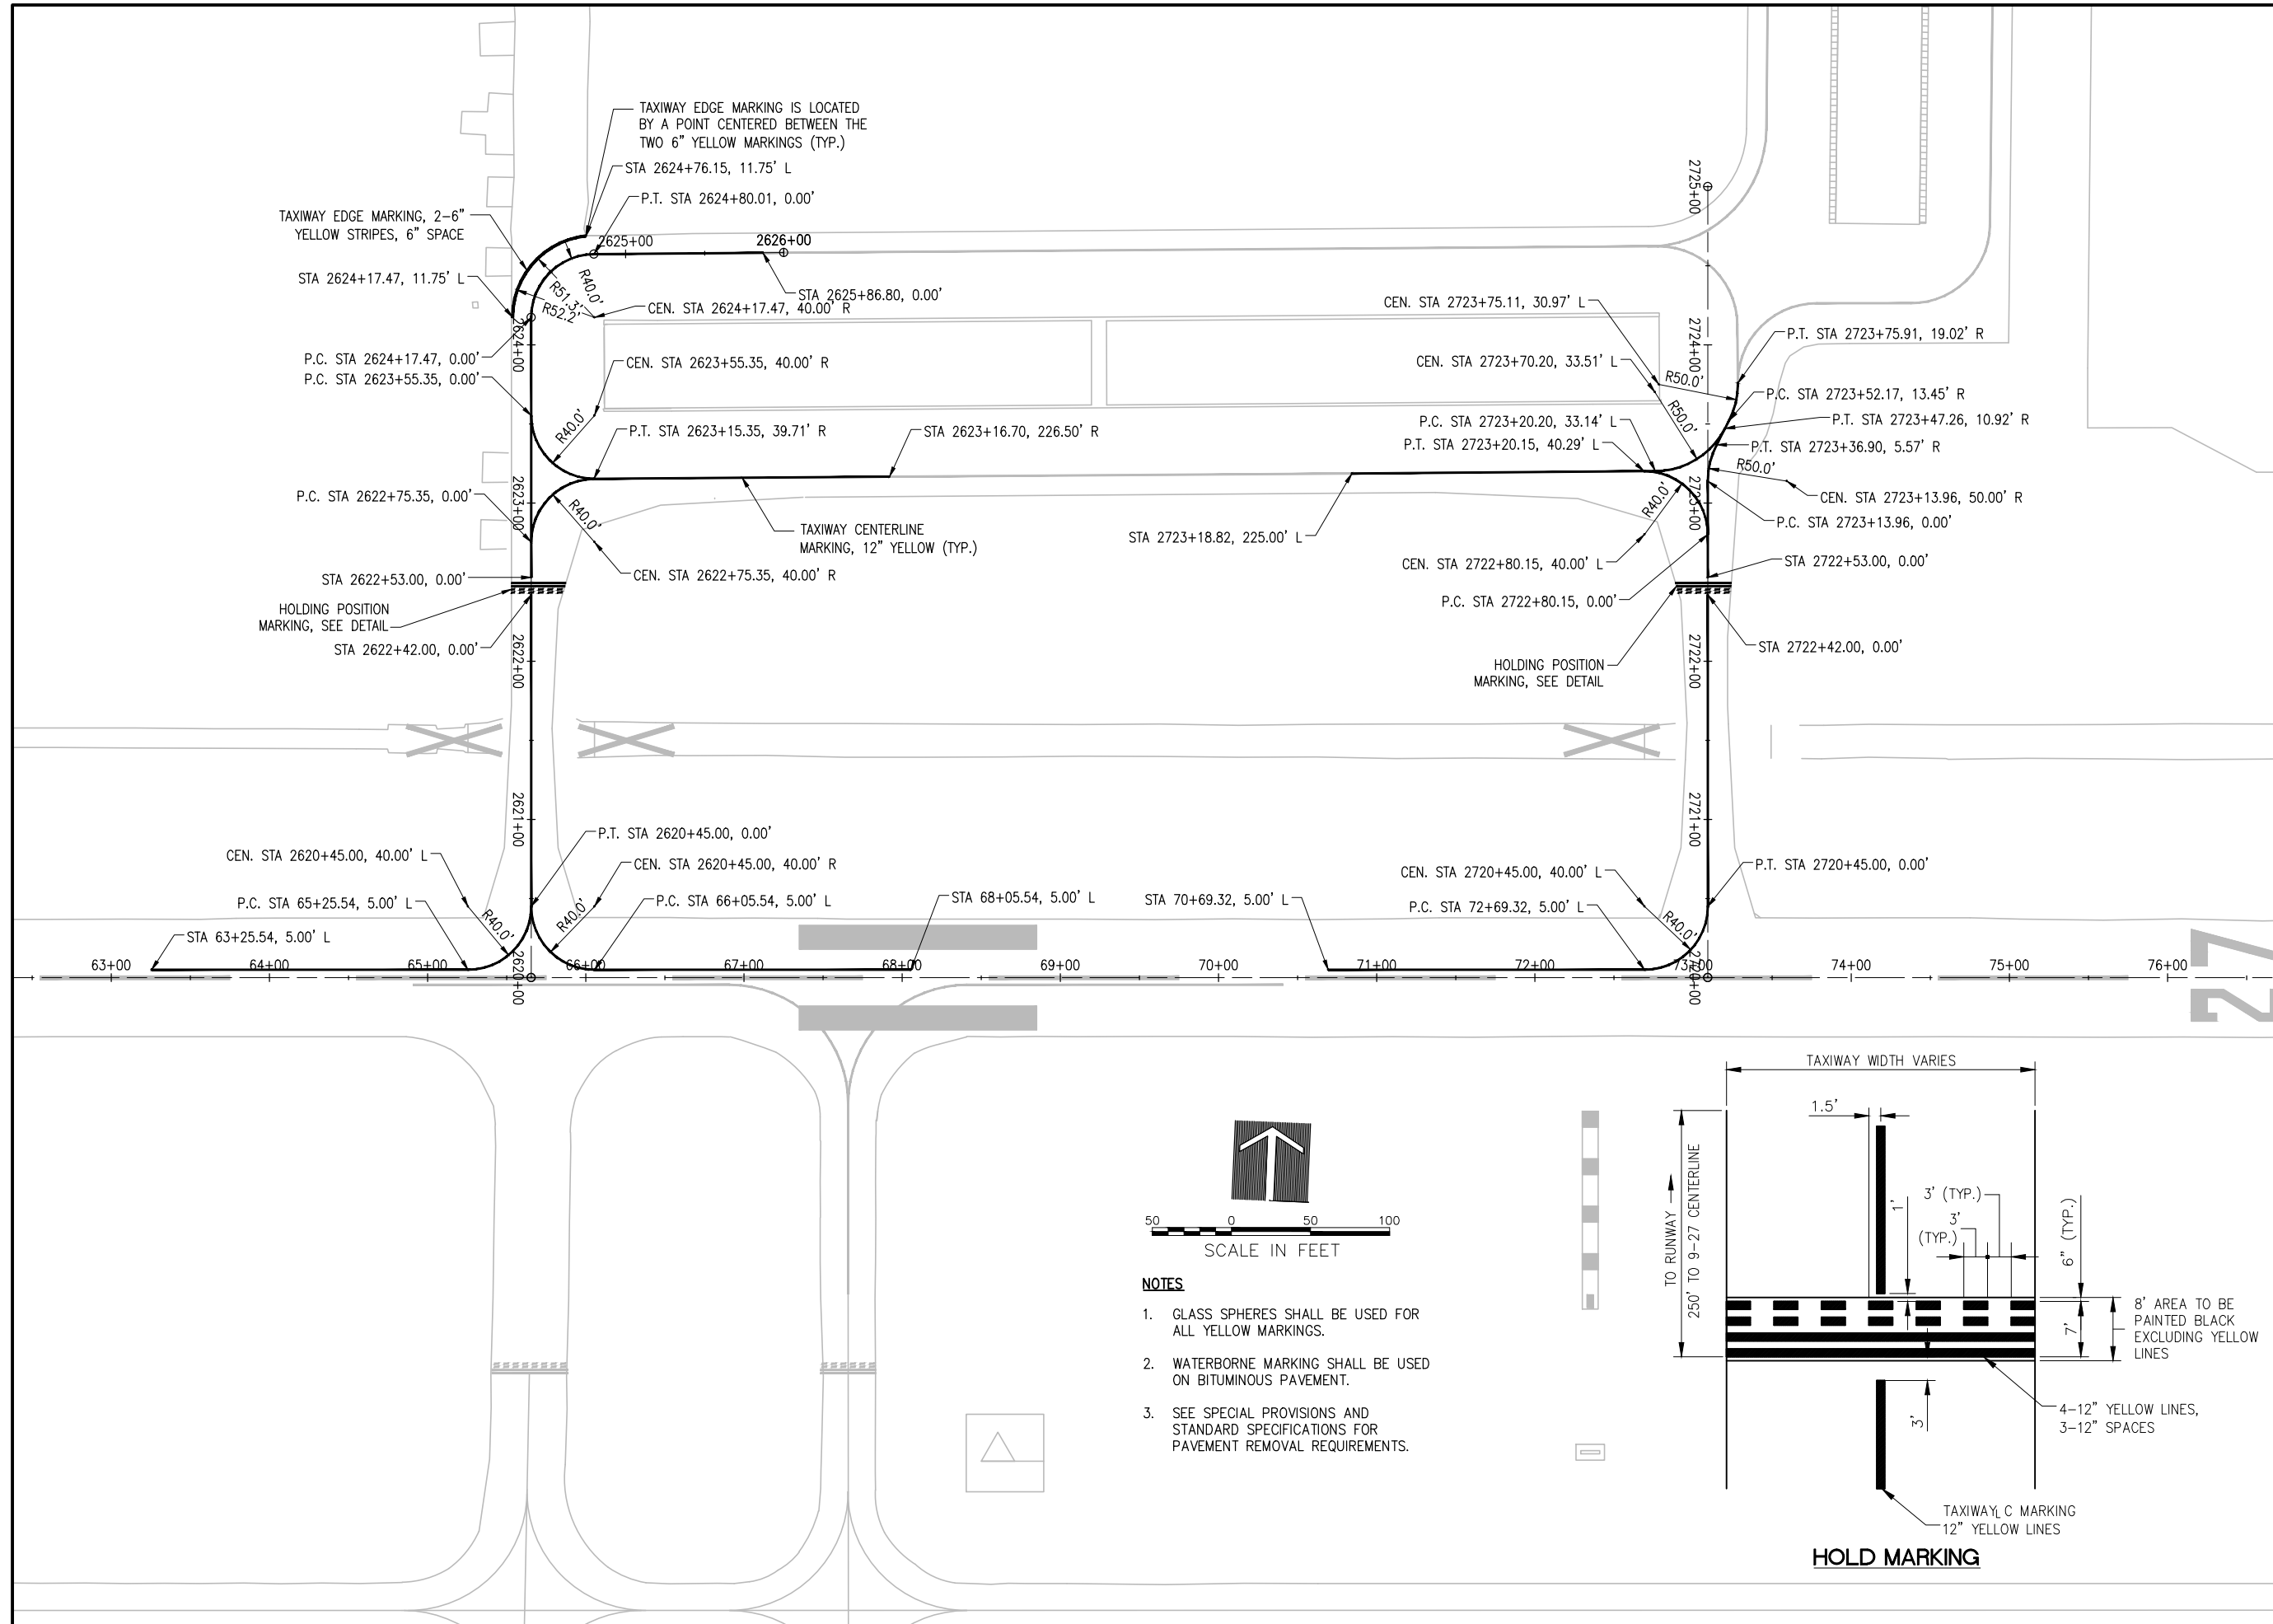 TAXIWAY EDGE MARKING IS LOCATED
BY A POINT CENTERED BETWEEN THE
TWO 6" YELLOW MARKINGS (TYP.)
STA 2624+76.15, 11.75' L
P.T. STA 2624+80.01, 0.00'
TAXIWAY EDGE MARKING, 2-6"
YELLOW STRIPES, 6" SPACE
STA 2624+17.47, 11.75' L
2625+00
2626+00
R40.0'
R51.3'
R52.2'
STA 2625+86.80, 0.00'
CEN. STA 2624+17.47, 40.00' R
P.C. STA 2624+17.47, 0.00'
P.C. STA 2623+55.35, 0.00'
2624+00
CEN. STA 2623+55.35, 40.00' R
R40.0'
P.T. STA 2623+15.35, 39.71' R
STA 2623+16.70, 226.50' R
P.C. STA 2622+75.35, 0.00'
2623+00
R40.0'
TAXIWAY CENTERLINE
MARKING, 12" YELLOW (TYP.)
CEN. STA 2622+75.35, 40.00' R
STA 2622+53.00, 0.00'
HOLDING POSITION
MARKING, SEE DETAIL
STA 2622+42.00, 0.00'
2622+00
2621+00
2725+00
CEN. STA 2723+75.11, 30.97' L
P.T. STA 2723+75.91, 19.02' R
2724+00
CEN. STA 2723+70.20, 33.51' L
R50.0'
R50.0'
P.C. STA 2723+52.17, 13.45' R
P.C. STA 2723+20.20, 33.14' L
P.T. STA 2723+47.26, 10.92' R
P.T. STA 2723+20.15, 40.29' L
P.T. STA 2723+36.90, 5.57' R
R50.0'
CEN. STA 2723+13.96, 50.00' R
R40.0'
2723+00
P.C. STA 2723+13.96, 0.00'
STA 2723+18.82, 225.00' L
CEN. STA 2722+80.15, 40.00' L
STA 2722+53.00, 0.00'
P.C. STA 2722+80.15, 0.00'
STA 2722+42.00, 0.00'
2722+00
HOLDING POSITION
MARKING, SEE DETAIL
2721+00
P.T. STA 2620+45.00, 0.00'
CEN. STA 2620+45.00, 40.00' L
CEN. STA 2620+45.00, 40.00' R
P.C. STA 65+25.54, 5.00' L
R40.0'
R40.0'
P.C. STA 66+05.54, 5.00' L
STA 68+05.54, 5.00' L
STA 63+25.54, 5.00' L
STA 70+69.32, 5.00' L
CEN. STA 2720+45.00, 40.00' L
P.C. STA 72+69.32, 5.00' L
P.T. STA 2720+45.00, 0.00'
R40.0'
63+00
64+00
65+00
2620+00
66+00
67+00
68+00
69+00
70+00
71+00
72+00
73+00
2720+00
74+00
75+00
76+00
27
50 0 50 100
SCALE IN FEET
NOTES
1. GLASS SPHERES SHALL BE USED FOR
ALL YELLOW MARKINGS.
2. WATERBORNE MARKING SHALL BE USED
ON BITUMINOUS PAVEMENT.
3. SEE SPECIAL PROVISIONS AND
STANDARD SPECIFICATIONS FOR
PAVEMENT REMOVAL REQUIREMENTS.
TAXIWAY WIDTH VARIES
1.5'
TO RUNWAY
250' TO 9-27 CENTERLINE
1'
3' (TYP.)
3'
(TYP.)
6" (TYP.)
7'
8' AREA TO BE
PAINTED BLACK
EXCLUDING YELLOW
LINES
3'
4-12" YELLOW LINES,
3-12" SPACES
TAXIWAY L C MARKING
12" YELLOW LINES
HOLD MARKING